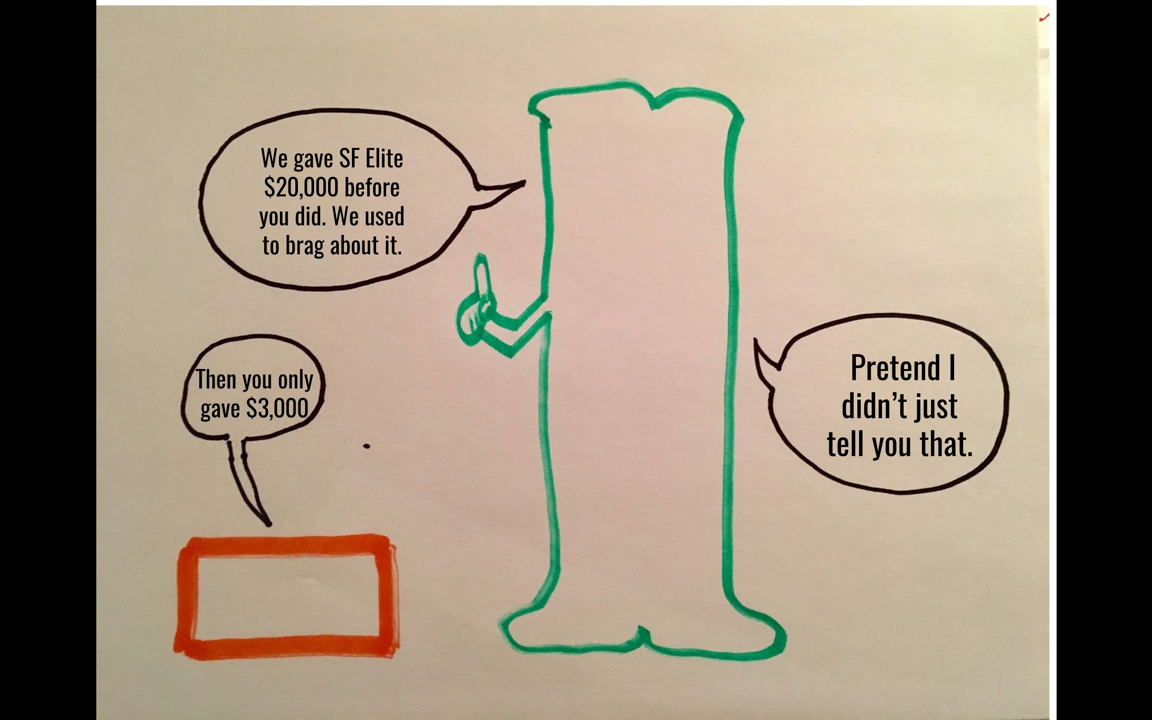 We gave SF Elite
$20,000 before
you did. We used
to brag about it.
Then you only
gave $3,000
Pretend I
didn’t just
tell you that.